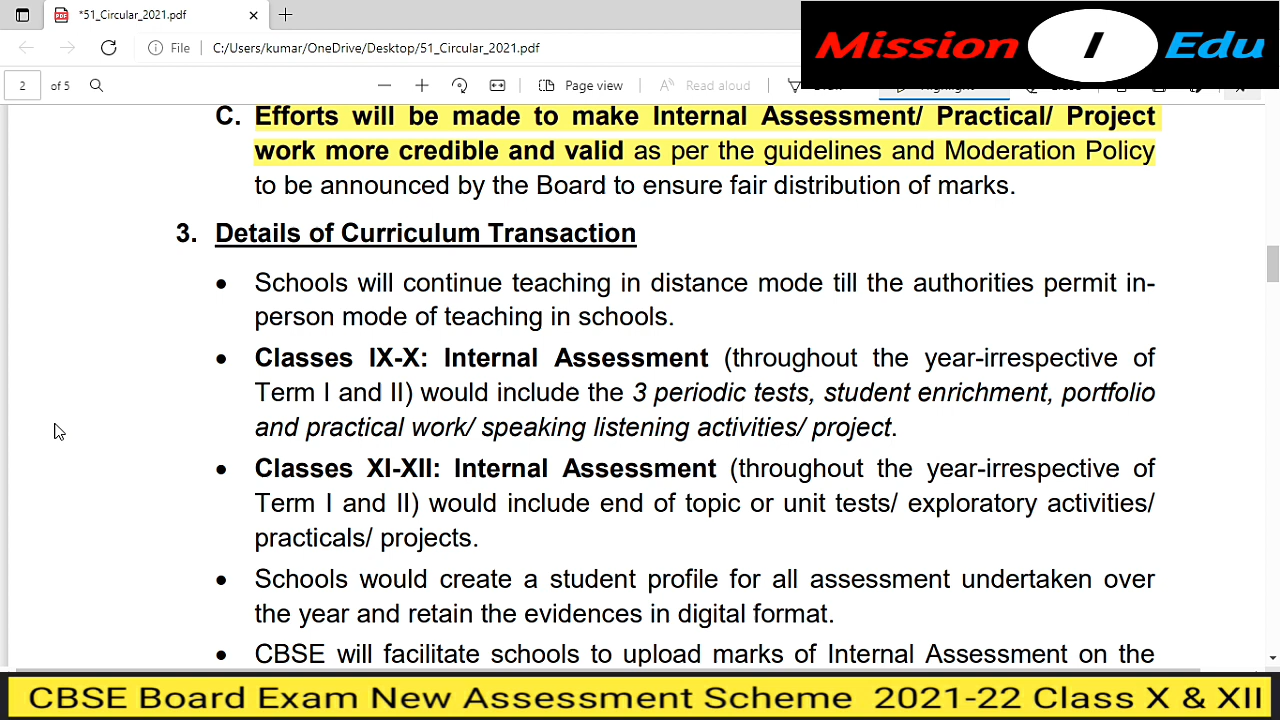 *51_Circular_2021.pdf
File C:/Users/kumar/OneDrive/Desktop/51_Circular_2021.pdf
Mission I Edu
2 of 5 Page view Read aloud
C. Efforts will be made to make Internal Assessment/ Practical/ Project
work more credible and valid as per the guidelines and Moderation Policy
to be announced by the Board to ensure fair distribution of marks.
3. Details of Curriculum Transaction
• Schools will continue teaching in distance mode till the authorities permit in-
person mode of teaching in schools.
• Classes IX-X: Internal Assessment (throughout the year-irrespective of
Term I and II) would include the 3 periodic tests, student enrichment, portfolio
and practical work/ speaking listening activities/ project.
• Classes XI-XII: Internal Assessment (throughout the year-irrespective of
Term I and II) would include end of topic or unit tests/ exploratory activities/
practicals/ projects.
• Schools would create a student profile for all assessment undertaken over
the year and retain the evidences in digital format.
• CBSE will facilitate schools to upload marks of Internal Assessment on the
CBSE Board Exam New Assessment Scheme 2021-22 Class X & XII